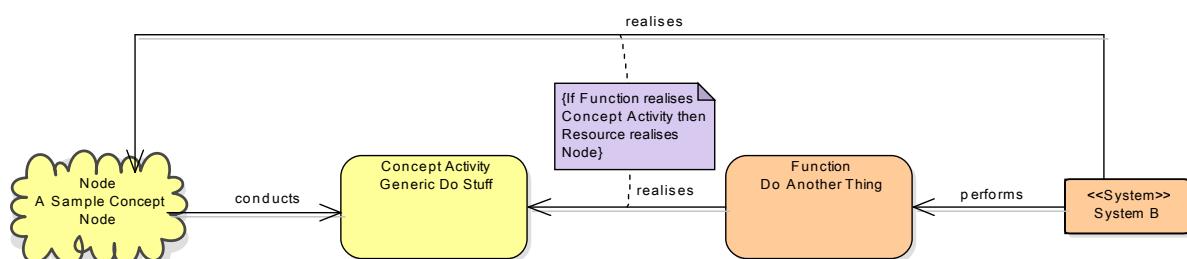 realises
{If Function realises
Concept Activity then
Resource realises
Node}
Node
A Sample Concept
Node
conducts
Concept Activity
Generic Do Stuff
realises
Function
Do Another Thing
performs
<<System>>
System B